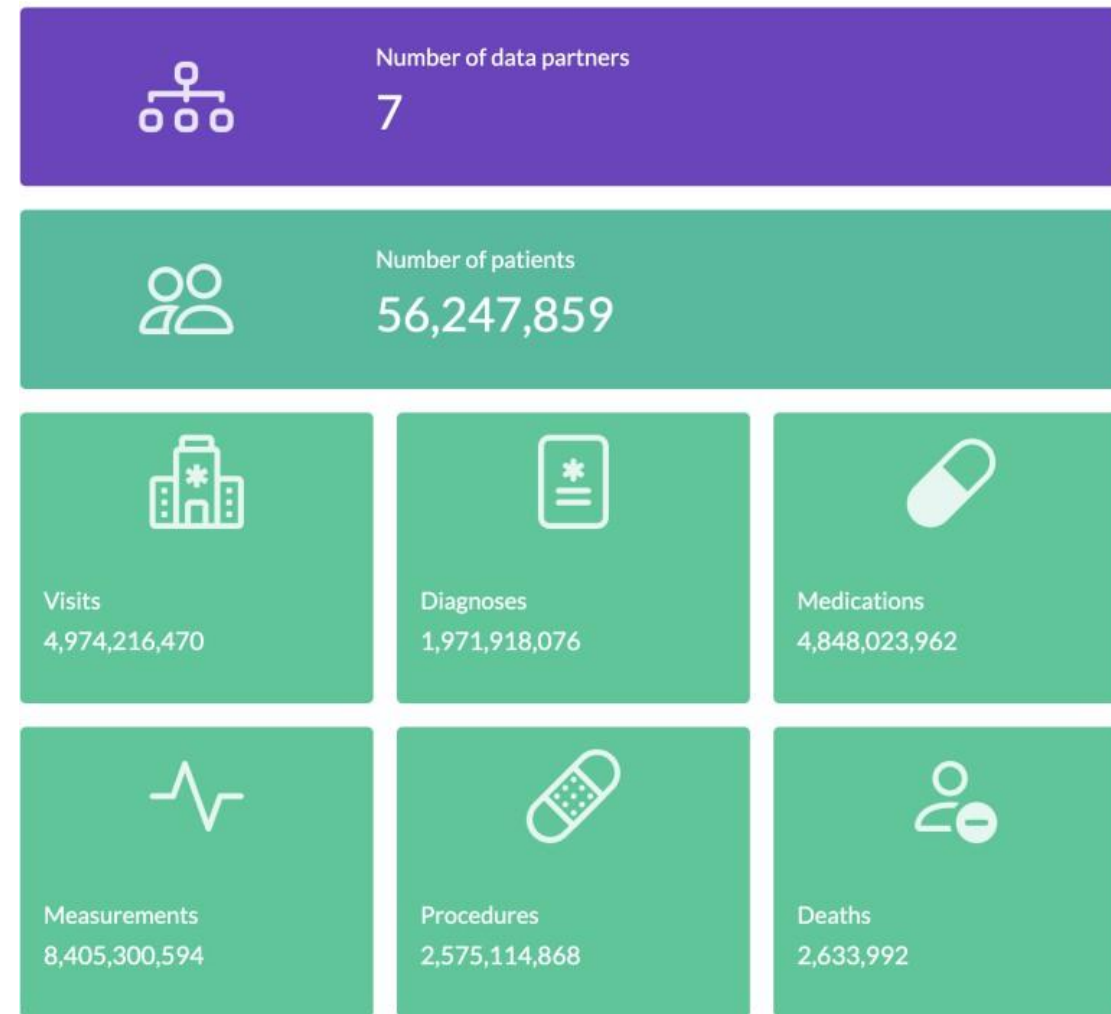 Number of data partners
7
Number of patients
56,247,859
Visits
4,974,216,470
Diagnoses
1,971,918,076
Medications
4,848,023,962
Measurements
8,405,300,594
Procedures
2,575,114,868
Deaths
2,633,992